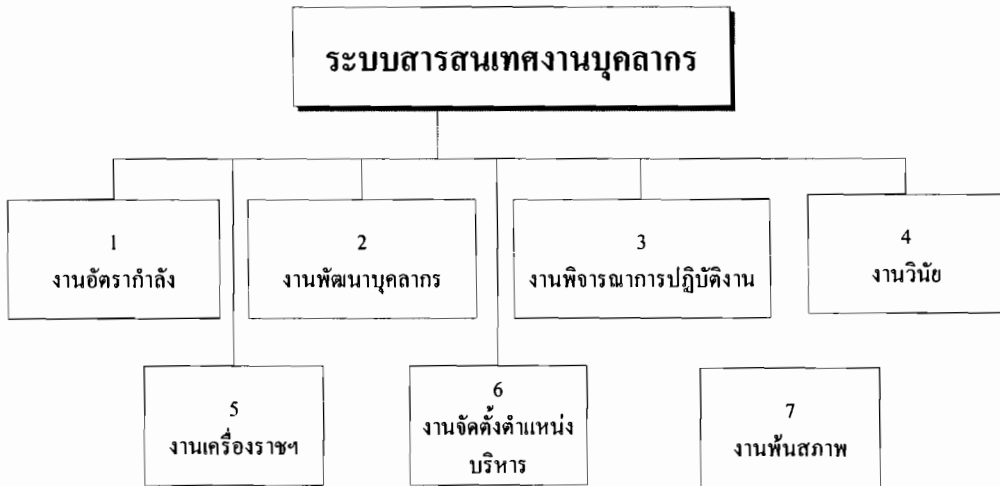 ระบบสารสนเทศงานบุคลากร
1
งานอัตรากำลัง
2
งานพัฒนาบุคลากร
3
งานพิจารณาการปฏิบัติงาน
4
งานวินัย
5
งานเครื่องราชฯ
6
งานจัดตั้งตำแหน่ง
บริหาร
7
งานพ้นสภาพ